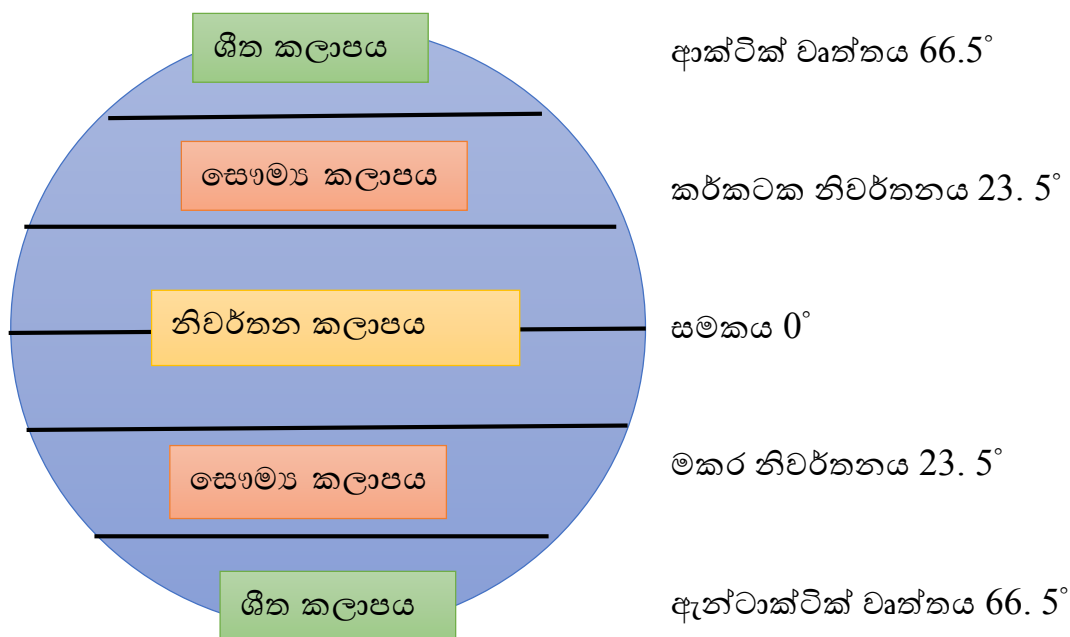 ශීත කලාපය
ආක්ටික් වෘත්තය 66.5°
සෞම්‍ය කලාපය
කර්කටක නිවර්තනය 23. 5°
නිවර්තන කලාපය
සමකය 0°
මකර නිවර්තනය 23. 5°
සෞම්‍ය කලාපය
ශීත කලාපය
ඇන්ටාක්ටික් වෘත්තය 66. 5°